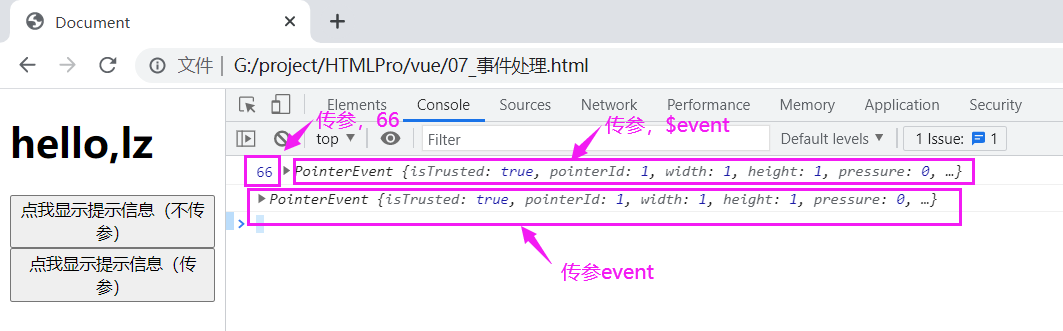 Document
文件 | G:/project/HTMLPro/vue/07_事件处理.html
hello,lz
点我显示提示信息（不传
参）
点我显示提示信息（传
参）
Elements Console Sources Network Performance Memory Application Security
传参，66
传参，$event
top Filter Default levels 1 Issue: 1
66 PointerEvent {isTrusted: true, pointerId: 1, width: 1, height: 1, pressure: 0, …}
PointerEvent {isTrusted: true, pointerId: 1, width: 1, height: 1, pressure: 0, …}
传参event